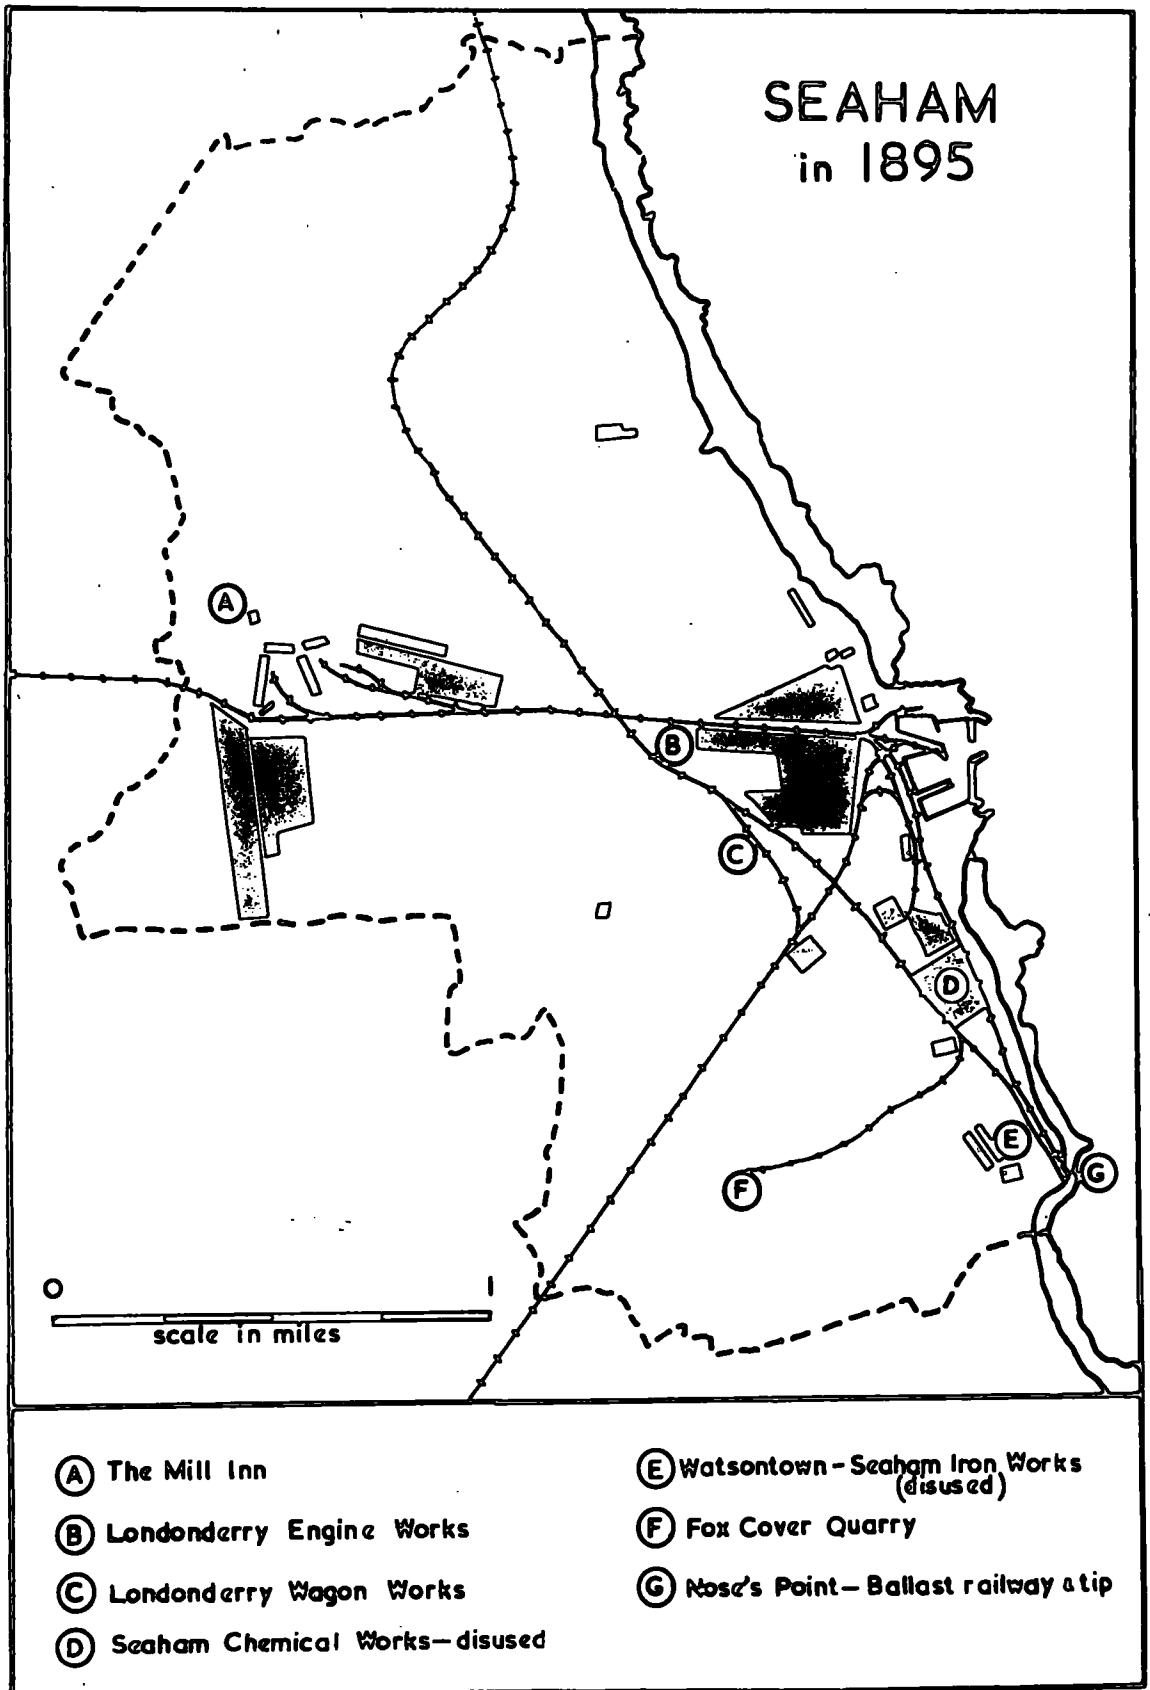 SEAHAM
in 1895
A
B
C
D
E
F
G
O 1
scale in miles
A The Mill Inn
B Londonderry Engine Works
C Londonderry Wagon Works
D Seaham Chemical Works—disused
E Watsontown-Seaham Iron Works
(disused)
F Fox Cover Quarry
G Nose's Point—Ballast railway & tip